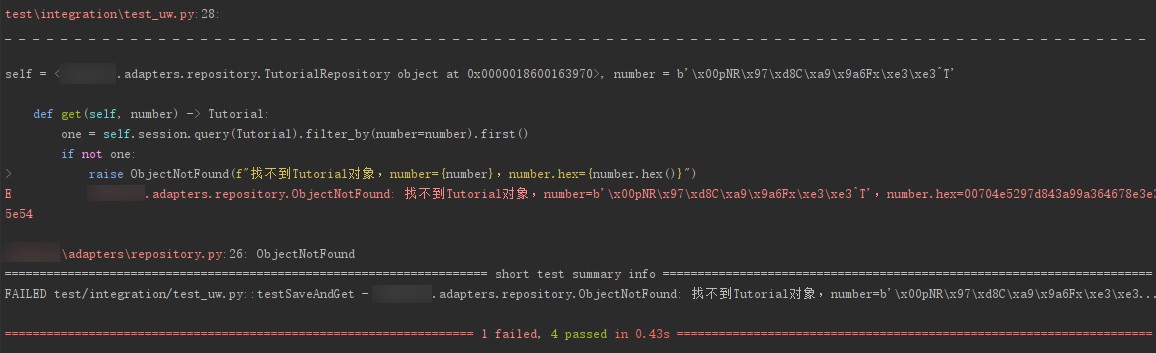 test\integration\test_uw.py:28:
_ _ _ _ _ _ _ _ _ _ _ _ _ _ _ _ _ _ _ _ _ _ _ _ _ _ _ _ _ _ _ _ _ _ _ _ _ _ _ _ _ _ _ _ _ _ _ _ _ _ _ _ _ _ _ _ _ _ _ _ _ _ _ _ _ _ _ _ _ _ _ _ _ _ _ _ _ _ _ _ _ _
self = < .adapters.repository.TutorialRepository object at 0x0000018600163970>, number = b'\x00pNR\x97\xd8C\xa9\x9a6Fx\xe3\xe3^T'
def get(self, number) -> Tutorial:
one = self.session.query(Tutorial).filter_by(number=number).first()
if not one:
> raise ObjectNotFound(f"找不到Tutorial对象，number={number}，number.hex={number.hex()}")
E .adapters.repository.ObjectNotFound: 找不到Tutorial对象，number=b'\x00pNR\x97\xd8C\xa9\x9a6Fx\xe3\xe3^T'，number.hex=00704e5297d843a99a364678e3e3
5e54
\adapters\repository.py:26: ObjectNotFound
======================================================================= short test summary info =======================================================================
FAILED test/integration/test_uw.py::testSaveAndGet - .adapters.repository.ObjectNotFound: 找不到Tutorial对象，number=b'\x00pNR\x97\xd8C\xa9\x9a6Fx\xe3\xe3...
===================================================================== 1 failed, 4 passed in 0.43s =====================================================================